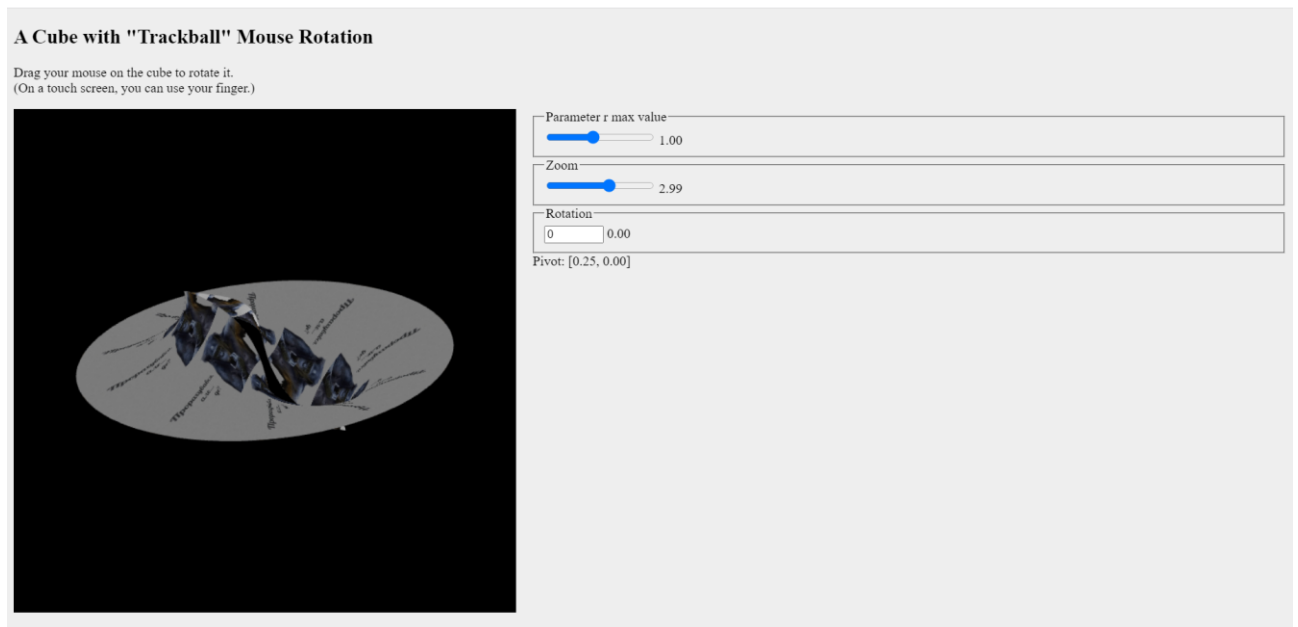 A Cube with "Trackball" Mouse Rotation
Drag your mouse on the cube to rotate it.
(On a touch screen, you can use your finger.)
Parameter r max value
1.00
Zoom
2.99
Rotation
0 0.00
Pivot: [0.25, 0.00]